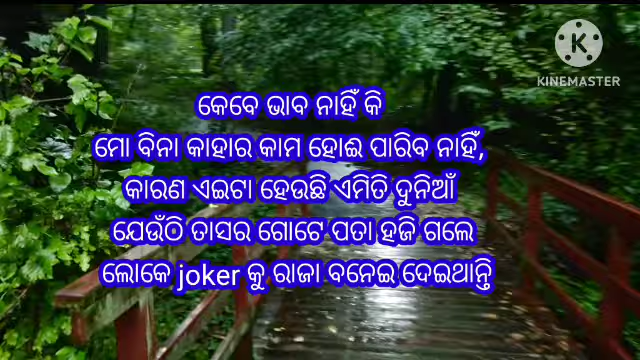 K
KINEMASTER
କେବେ ଭାବ ନାହିଁ କି
ମୋ ବିନା କାହାର କାମ ହୋଇ ପାରିବ ନାହିଁ,
କାରଣ ଏଇଟା ହେଉଛି ଏମିତି ଦୁନିଆଁ
ଯେଉଁଠି ତାସର ଗୋଟେ ପତା ହଜି ଗଲେ
ଲୋକେ joker କୁ ରାଜା ବନେଇ ଦେଇଥାନ୍ତି